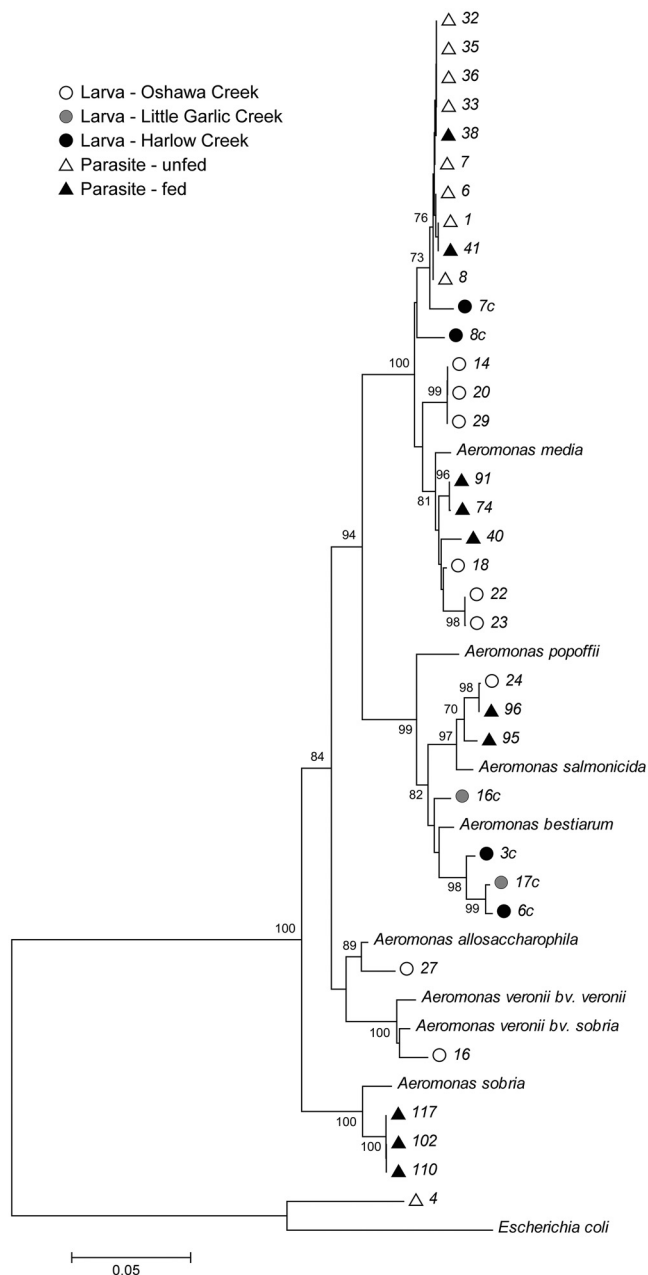 32
35
36
33
38
7
6
1
41
8
7c
8c
14
20
29
Aeromonas media
91
74
40
18
22
23
Aeromonas popoffii
24
96
95
Aeromonas salmonicida
16c
Aeromonas bestiarum
3c
17c
6c
Aeromonas allosaccharophila
27
Aeromonas veronii bv. veronii
Aeromonas veronii bv. sobria
16
Aeromonas sobria
117
102
110
4
Escherichia coli
Larva - Oshawa Creek
Larva - Little Garlic Creek
Larva - Harlow Creek
Parasite - unfed
Parasite - fed
76
73
100
99
96
81
98
94
98
70
97
99
82
98
99
84
89
100
100
100
100
0.05